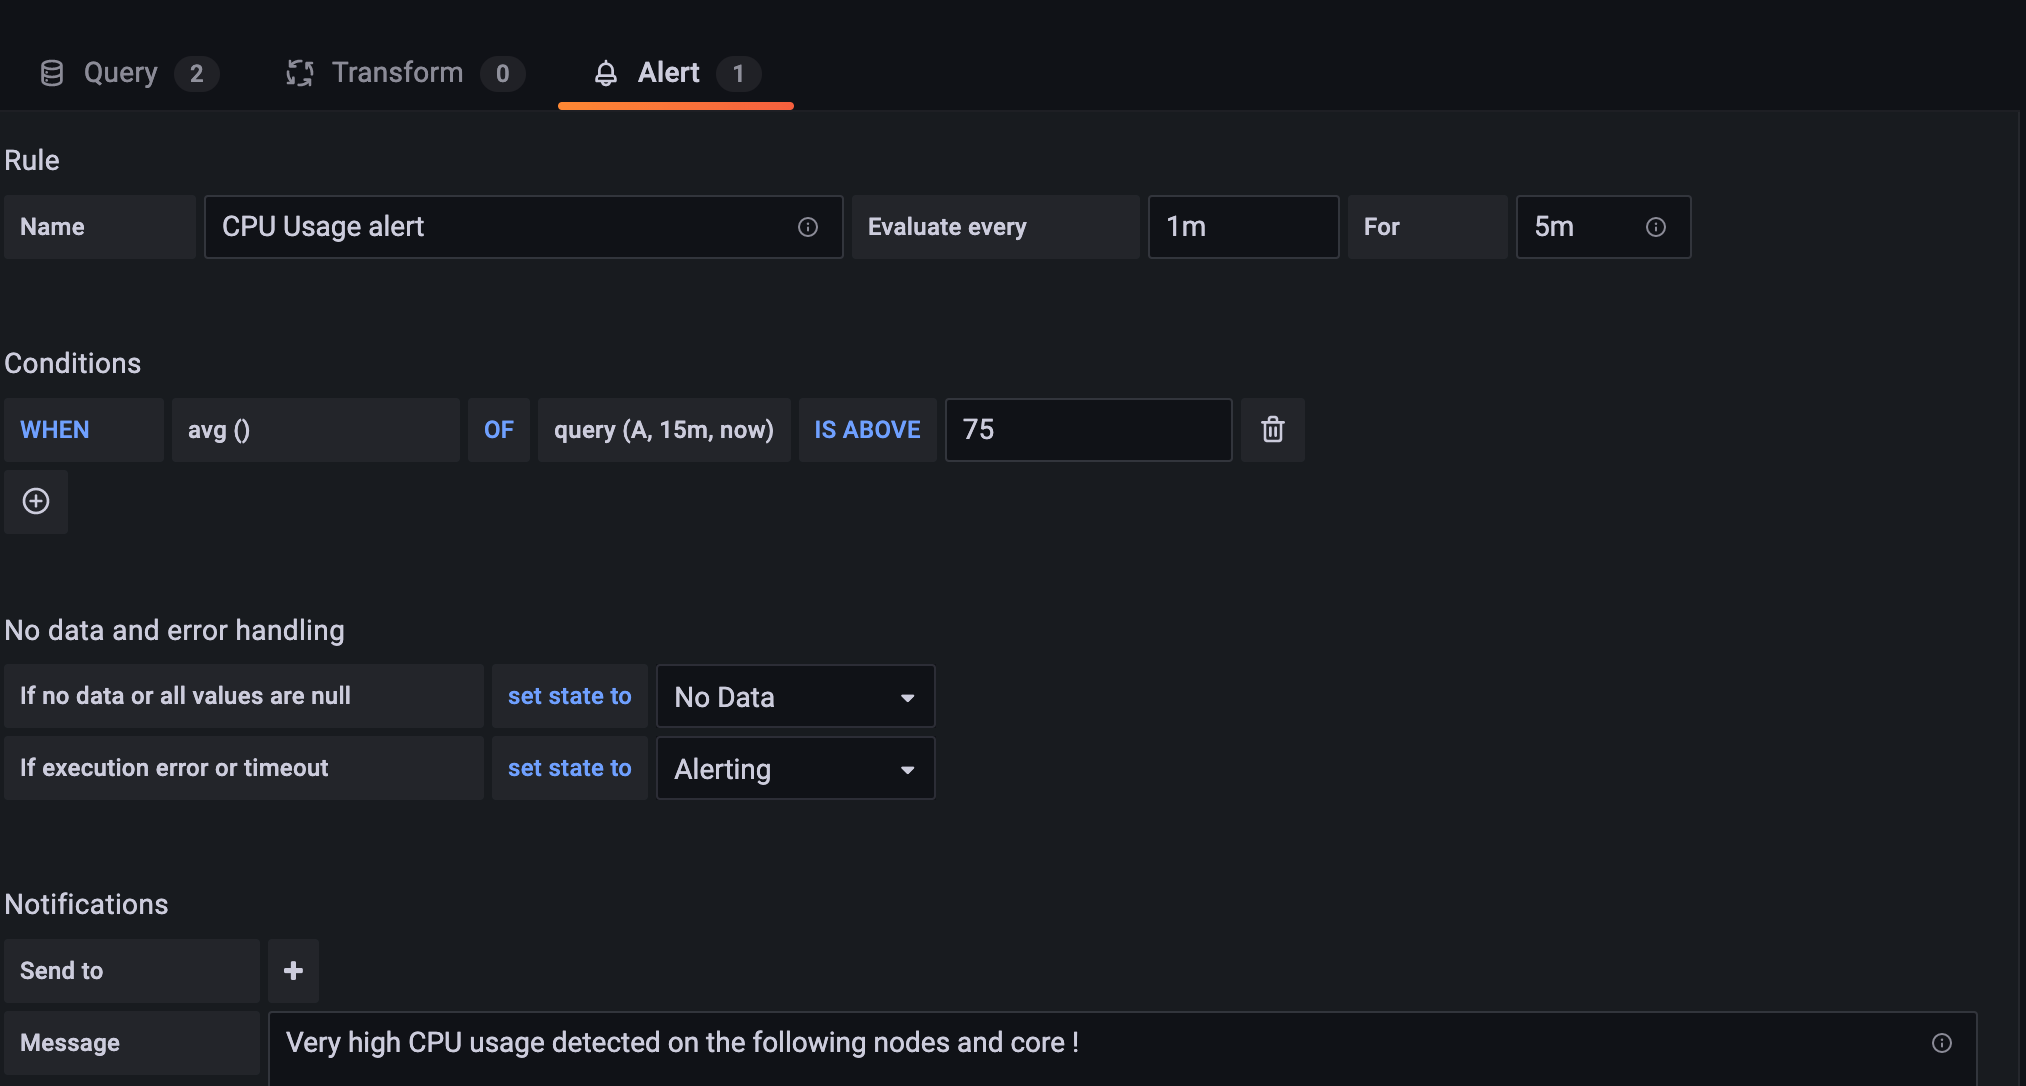 Query 2 Transform 0 Alert 1
Rule
Name CPU Usage alert Evaluate every 1m For 5m
Conditions
WHEN avg () OF query (A, 15m, now) IS ABOVE 75
No data and error handling
If no data or all values are null set state to No Data
If execution error or timeout set state to Alerting
Notifications
Send to
Message Very high CPU usage detected on the following nodes and core !